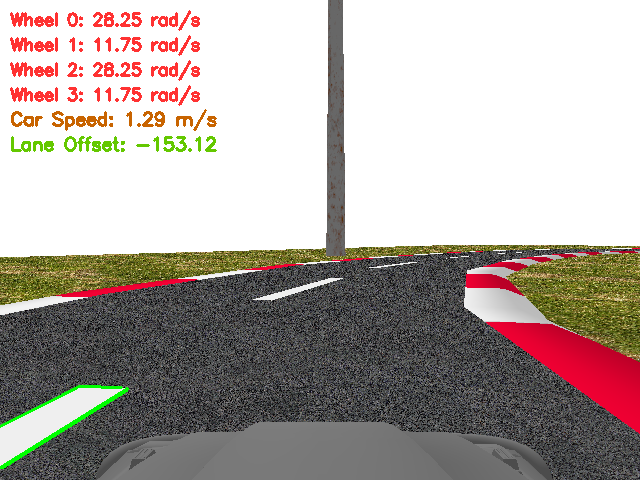 Wheel 0: 28.25 rad/s
Wheel 1: 11.75 rad/s
Wheel 2: 28.25 rad/s
Wheel 3: 11.75 rad/s
Car Speed: 1.29 m/s
Lane Offset: -153.12